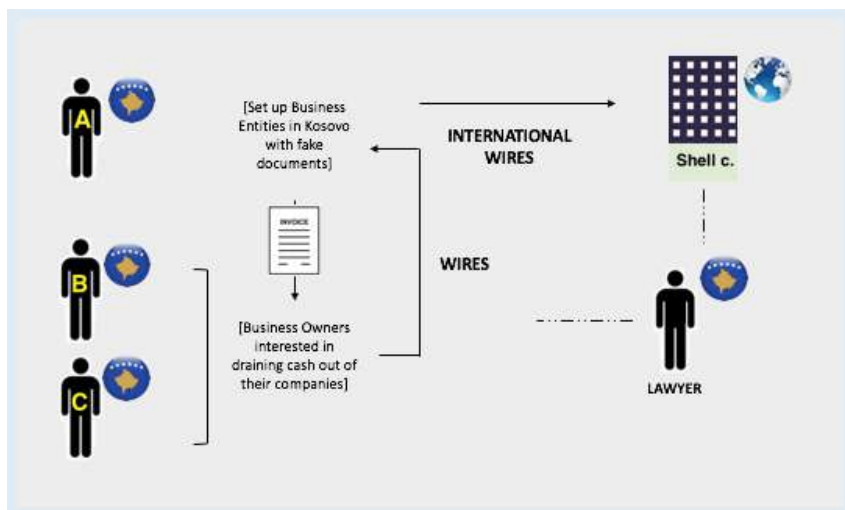 A
[Set up Business
Entities in Kosovo
with fake
documents]
INTERNATIONAL
WIRES
Shell c.
INVOICE
B
WIRES
[Business Owners
interested in
draining cash out of
their companies]
C
LAWYER